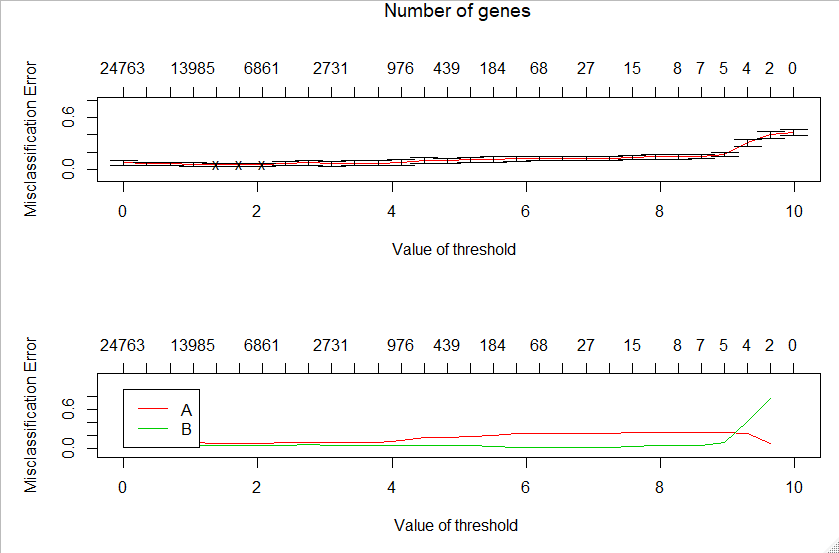 Number of genes
24763 13985 6861 2731 976 439 184 68 27 15 8 7 5 4 2 0
Misclassification Error
0.6
0.0
x x x
0 2 4 6 8 10
Value of threshold
24763 13985 6861 2731 976 439 184 68 27 15 8 7 5 4 2 0
Misclassification Error
0.6
0.0
A
B
0 2 4 6 8 10
Value of threshold